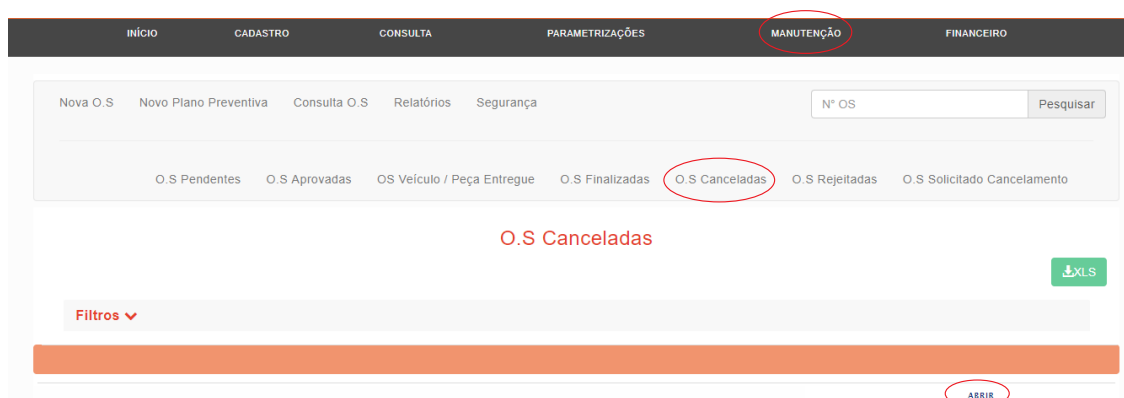 INÍCIO CADASTRO CONSULTA PARAMETRIZAÇÕES MANUTENÇÃO FINANCEIRO
Nova O.S Novo Plano Preventiva Consulta O.S Relatórios Segurança N° OS Pesquisar
O.S Pendentes O.S Aprovadas OS Veículo / Peça Entregue O.S Finalizadas O.S Canceladas O.S Rejeitadas O.S Solicitado Cancelamento
O.S Canceladas
XLS
Filtros
ABRIR